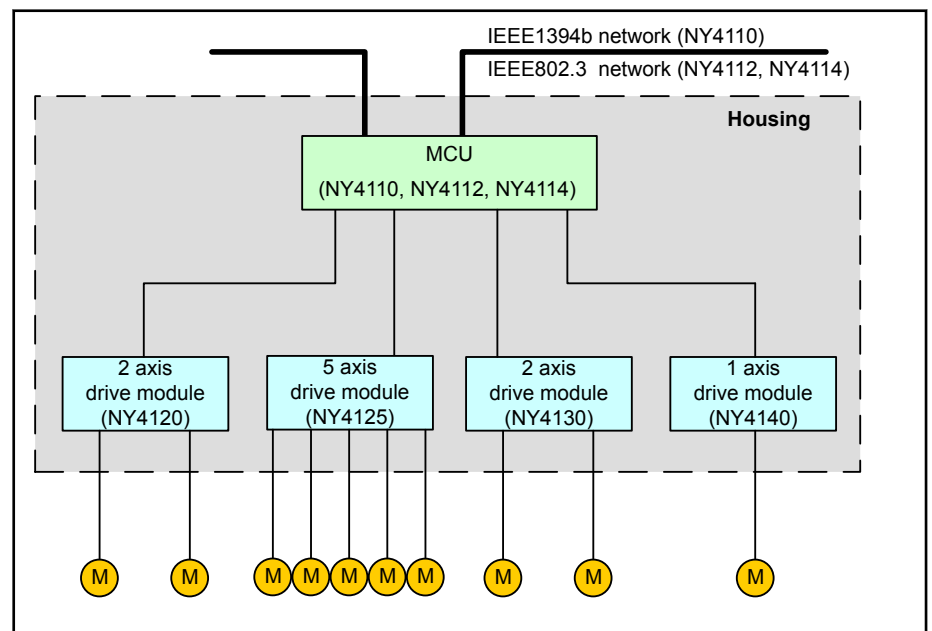 IEEE1394b network (NY4110)
IEEE802.3 network (NY4112, NY4114)
Housing
MCU
(NY4110, NY4112, NY4114)
2 axis
drive module
(NY4120)
5 axis
drive module
(NY4125)
2 axis
drive module
(NY4130)
1 axis
drive module
(NY4140)
M
M
M
M
M
M
M
M
M
M